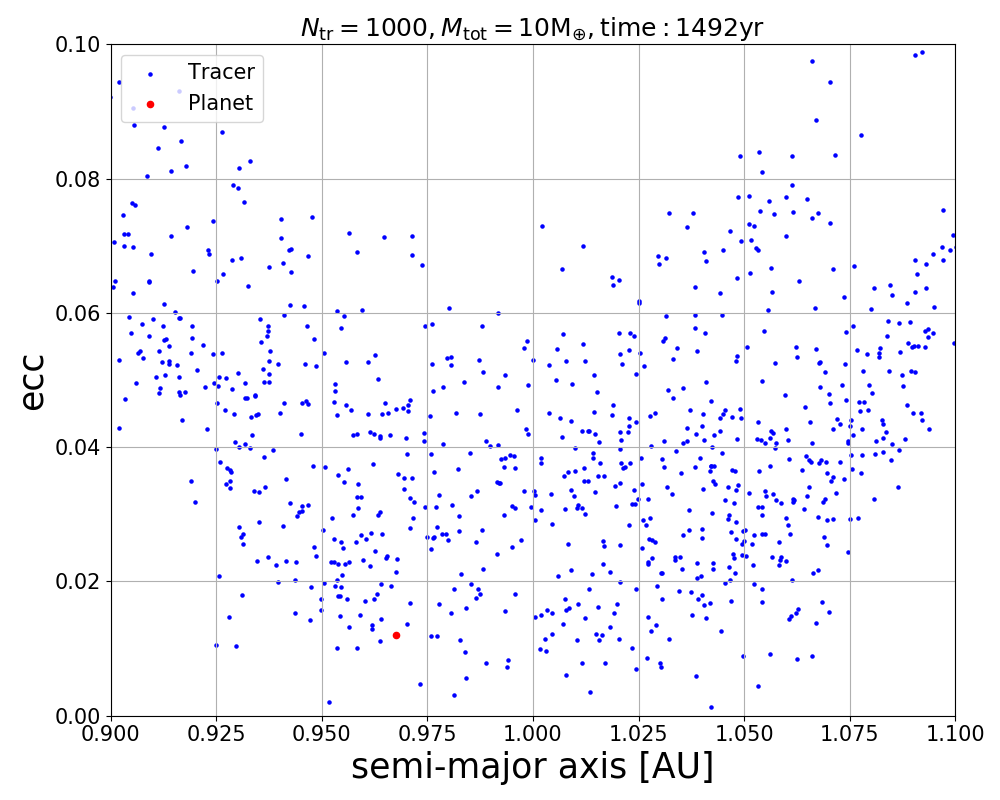 N_tr = 1000, M_tot = 10M_⊕, time : 1492yr
Tracer
Planet
ecc
0.10
0.08
0.06
0.04
0.02
0.00
0.900 0.925 0.950 0.975 1.000 1.025 1.050 1.075 1.100
semi-major axis [AU]